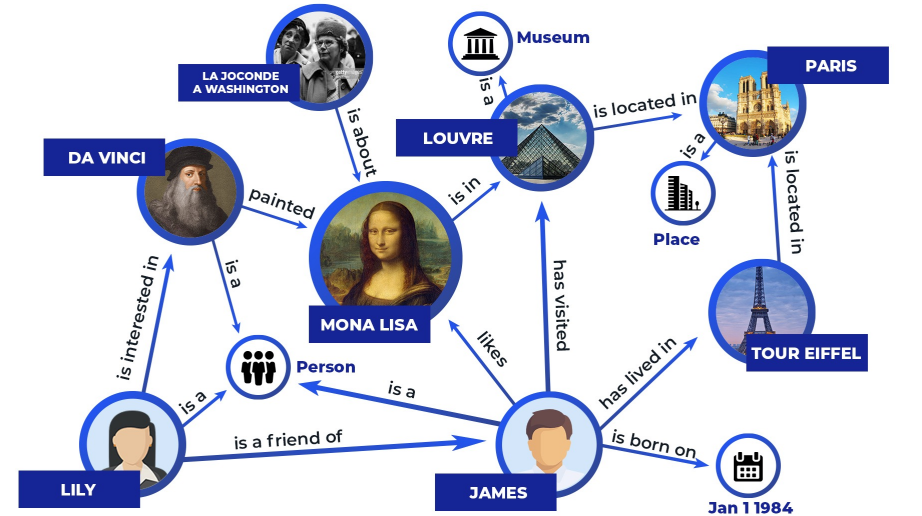 LA JOCONDE
A WASHINGTON
Museum
PARIS
is a
is located in
LOUVRE
is about
is a
DA VINCI
is in
painted
Place
is located in
is a
is interested in
MONA LISA
has visited
likes
TOUR EIFFEL
Person
has lived in
is a
is a
is a friend of
is born on
LILY
JAMES
Jan 1 1984